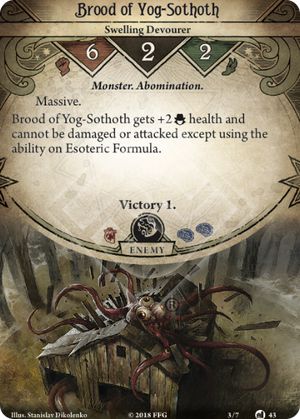 Brood of Yog-Sothoth
Swelling Devourer
6 2 2
Monster. Abomination.
Massive.
Brood of Yog-Sothoth gets +2 health and
cannot be damaged or attacked except using the
ability on Esoteric Formula.
Victory 1.
ENEMY
Illus. Stanislav Dikolenko © 2018 FFG 3/7 43